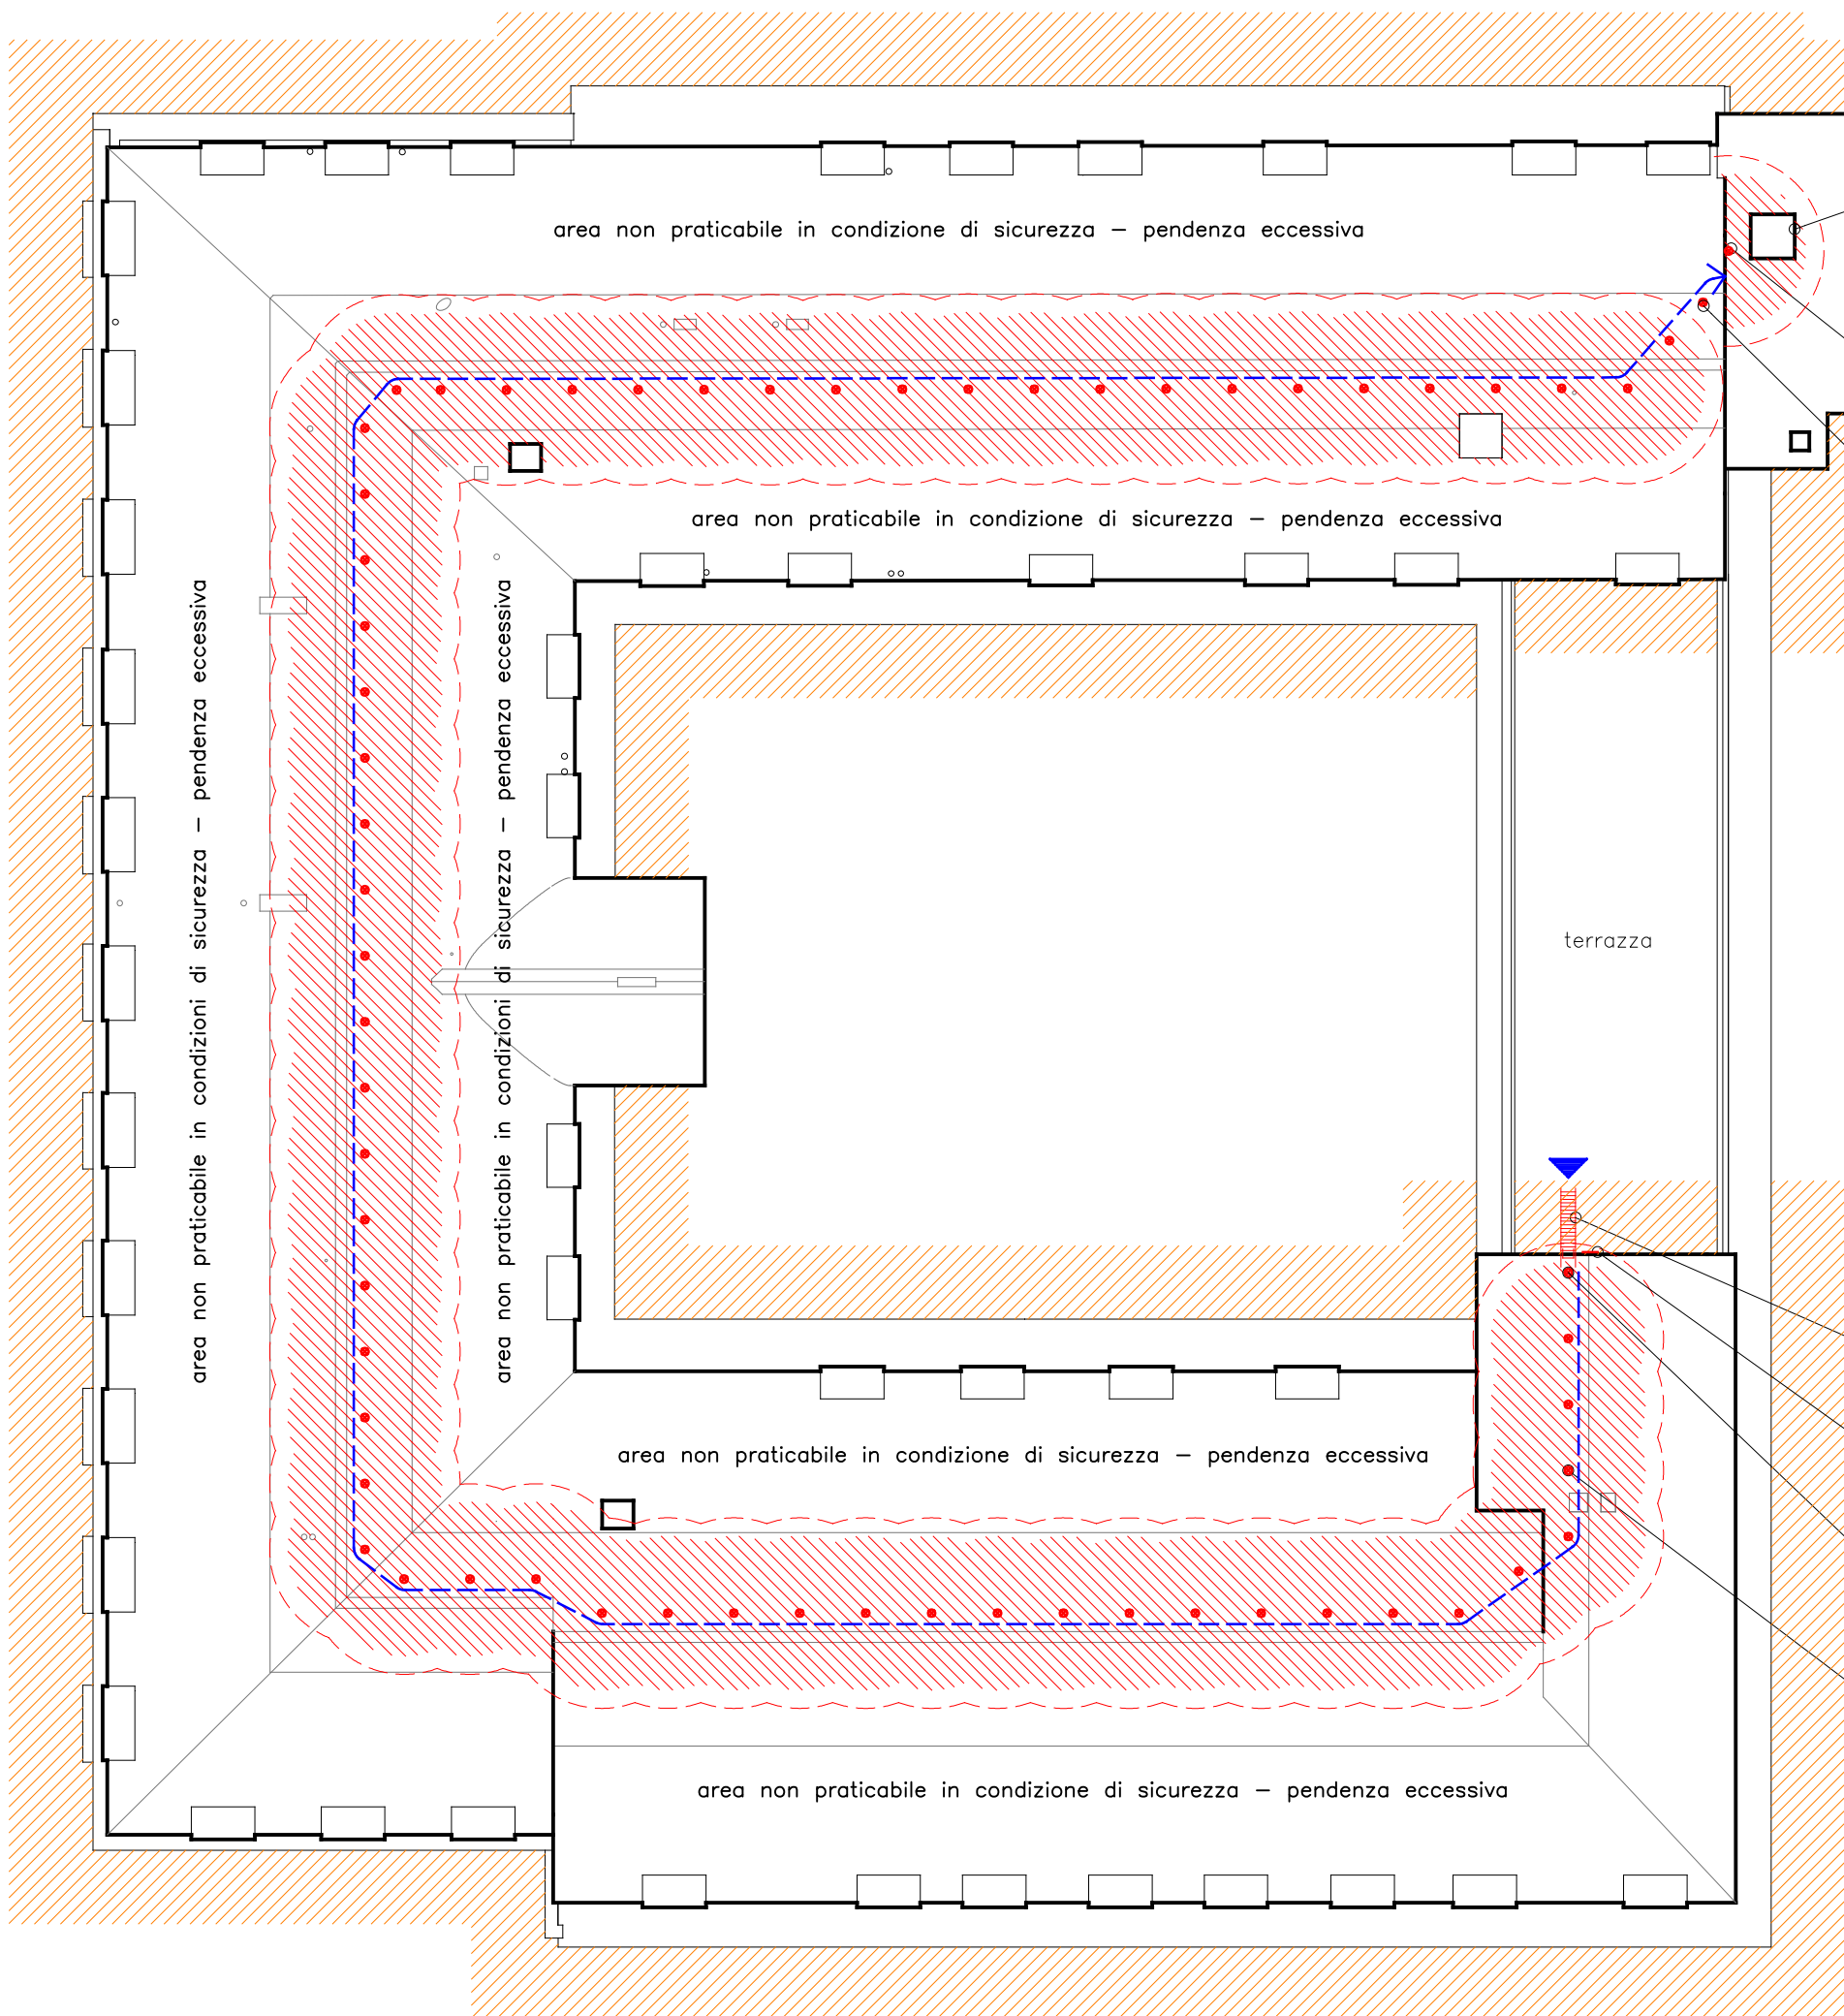 area non praticabile in condizione di sicurezza – pendenza eccessiva
area non praticabile in condizione di sicurezza – pendenza eccessiva
area non praticabile in condizioni di sicurezza – pendenza eccessiva
area non praticabile in condizioni di sicurezza – pendenza eccessiva
terrazza
area non praticabile in condizione di sicurezza – pendenza eccessiva
area non praticabile in condizione di sicurezza – pendenza eccessiva